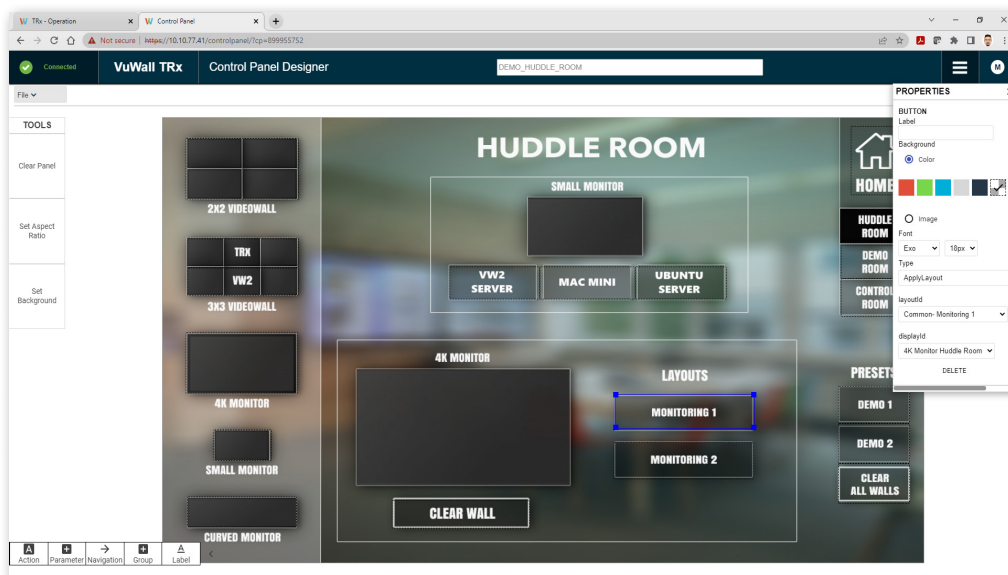 TRx - Operation
Control Panel
Not secure | https://10.10.77.41/controlpanel/?cp=899955752
Connected
VuWall TRx
Control Panel Designer
DEMO_HUDDLE_ROOM
M
File
PROPERTIES
BUTTON
Label
Background
Color
Image
Font
Exo
18px
Type
ApplyLayout
layoutId
Common- Monitoring 1
displayId
4K Monitor Huddle Room
DELETE
TOOLS
Clear Panel
Set Aspect
Ratio
Set
Background
2X2 VIDEOWALL
TRX
VW2
3X3 VIDEOWALL
4K MONITOR
SMALL MONITOR
CURVED MONITOR
HUDDLE ROOM
SMALL MONITOR
VW2
SERVER
MAC MINI
UBUNTU
SERVER
4K MONITOR
CLEAR WALL
LAYOUTS
MONITORING 1
MONITORING 2
HOME
HUDDLE
ROOM
DEMO
ROOM
CONTROL
ROOM
PRESETS
DEMO 1
DEMO 2
CLEAR
ALL WALLS
A
Action
Parameter
Navigation
Group
A
Label